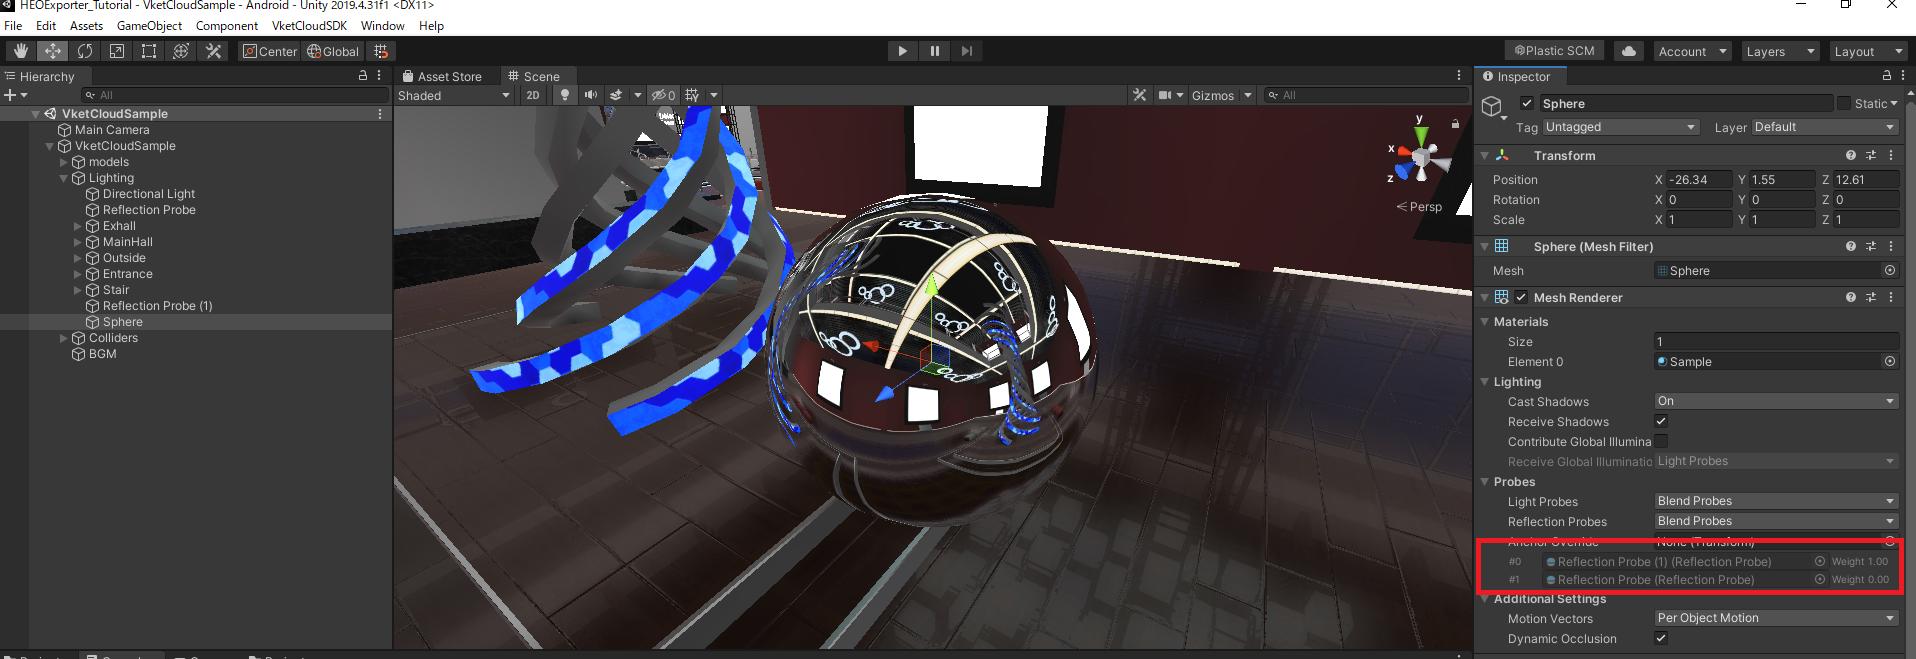 HEOExporter_Tutorial - VketCloudSample - Android - Unity 2019.4.31f1 <DX11>
File Edit Assets GameObject Component VketCloudSDK Window Help
Center Global Plastic SCM Account Layers Layout
Hierarchy
All
VketCloudSample
Main Camera
VketCloudSample
models
Lighting
Directional Light
Reflection Probe
Exhall
MainHall
Outside
Entrance
Stair
Reflection Probe (1)
Sphere
Colliders
BGM
Asset Store Scene
Shaded 2D 0 Gizmos All
y
x
z
Persp
Inspector
Sphere Static
Tag Untagged Layer Default
Transform
Position X -26.34 Y 1.55 Z 12.61
Rotation X 0 Y 0 Z 0
Scale X 1 Y 1 Z 1
Sphere (Mesh Filter)
Mesh Sphere
Mesh Renderer
Materials
Size 1
Element 0 Sample
Lighting
Cast Shadows On
Receive Shadows
Contribute Global Illumina
Receive Global Illuminatio Light Probes
Probes
Light Probes Blend Probes
Reflection Probes Blend Probes
Anchor Override None (Transform)
#0 Reflection Probe (1) (Reflection Probe) Weight 1.00
#1 Reflection Probe (Reflection Probe) Weight 0.00
Additional Settings
Motion Vectors Per Object Motion
Dynamic Occlusion